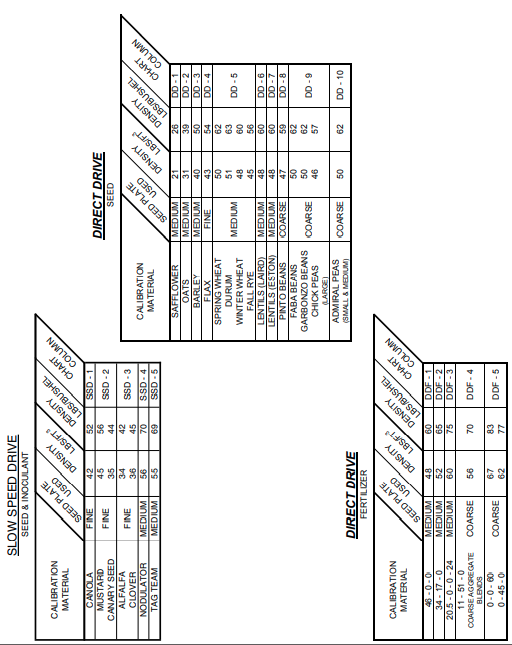 SLOW SPEED DRIVE
SEED & INOCULANT
CALIBRATION MATERIAL SEED PLATE USED DENSITY LBS/FT³ DENSITY LBS/BUSHEL CHART COLUMN
CANOLA FINE 42 52 SSD - 1
MUSTARD 45 56
CANARY SEED FINE 35 44 SSD - 2
ALFALFA 34 42
CLOVER FINE 36 45 SSD - 3
NODULATOR MEDIUM 56 70 SSD - 4
TAG TEAM MEDIUM 55 69 SSD - 5
DIRECT DRIVE
SEED
CALIBRATION MATERIAL SEED PLATE USED DENSITY LBS/FT³ DENSITY LBS/BUSHEL CHART COLUMN
SAFFLOWER MEDIUM 21 26 DD - 1
OATS MEDIUM 31 39 DD - 2
BARLEY MEDIUM 40 50 DD - 3
FLAX FINE 43 54 DD - 4
SPRING WHEAT 50 62
DURUM 51 63
MEDIUM DD - 5
WINTER WHEAT 48 60
FALL RYE 45 56
LENTILS (LAIRD) MEDIUM 48 60 DD - 6
LENTILS (ESTON) MEDIUM 48 60 DD - 7
PINTO BEANS COARSE 47 59 DD - 8
FABA BEANS 50 62
GARBONZO BEANS COARSE 50 62 DD - 9
CHICK PEAS 46 57
(LARGE)
ADMIRAL PEAS COARSE 50 62 DD - 10
(SMALL & MEDIUM)
DIRECT DRIVE
FERTILIZER
CALIBRATION MATERIAL SEED PLATE USED DENSITY LBS/FT³ DENSITY LBS/BUSHEL CHART COLUMN
46 - 0 - 0 MEDIUM 48 60 DDF - 1
34 - 17 - 0 MEDIUM 52 65 DDF - 2
20.5 - 0 - 0 - 24 MEDIUM 60 75 DDF - 3
11 - 51 - 0
COARSE AGGREGATE COARSE 56 70 DDF - 4
BLENDS
0 - 0 - 60 67 83
COARSE DDF - 5
0 - 45 - 0 62 77